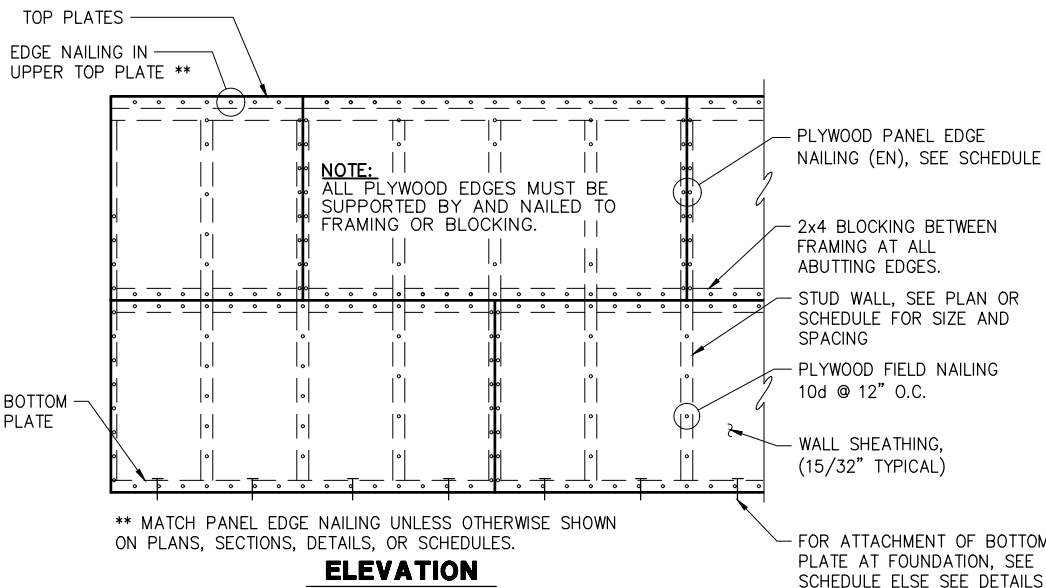 TOP PLATES
EDGE NAILING IN
UPPER TOP PLATE **
NOTE:
ALL PLYWOOD EDGES MUST BE
SUPPORTED BY AND NAILED TO
FRAMING OR BLOCKING.
PLYWOOD PANEL EDGE
NAILING (EN), SEE SCHEDULE
2x4 BLOCKING BETWEEN
FRAMING AT ALL
ABUTTING EDGES.
STUD WALL, SEE PLAN OR
SCHEDULE FOR SIZE AND
SPACING
PLYWOOD FIELD NAILING
10d @ 12" O.C.
BOTTOM
PLATE
WALL SHEATHING,
(15/32" TYPICAL)
** MATCH PANEL EDGE NAILING UNLESS OTHERWISE SHOWN
ON PLANS, SECTIONS, DETAILS, OR SCHEDULES.
FOR ATTACHMENT OF BOTTOM
PLATE AT FOUNDATION, SEE
SCHEDULE ELSE SEE DETAILS
ELEVATION